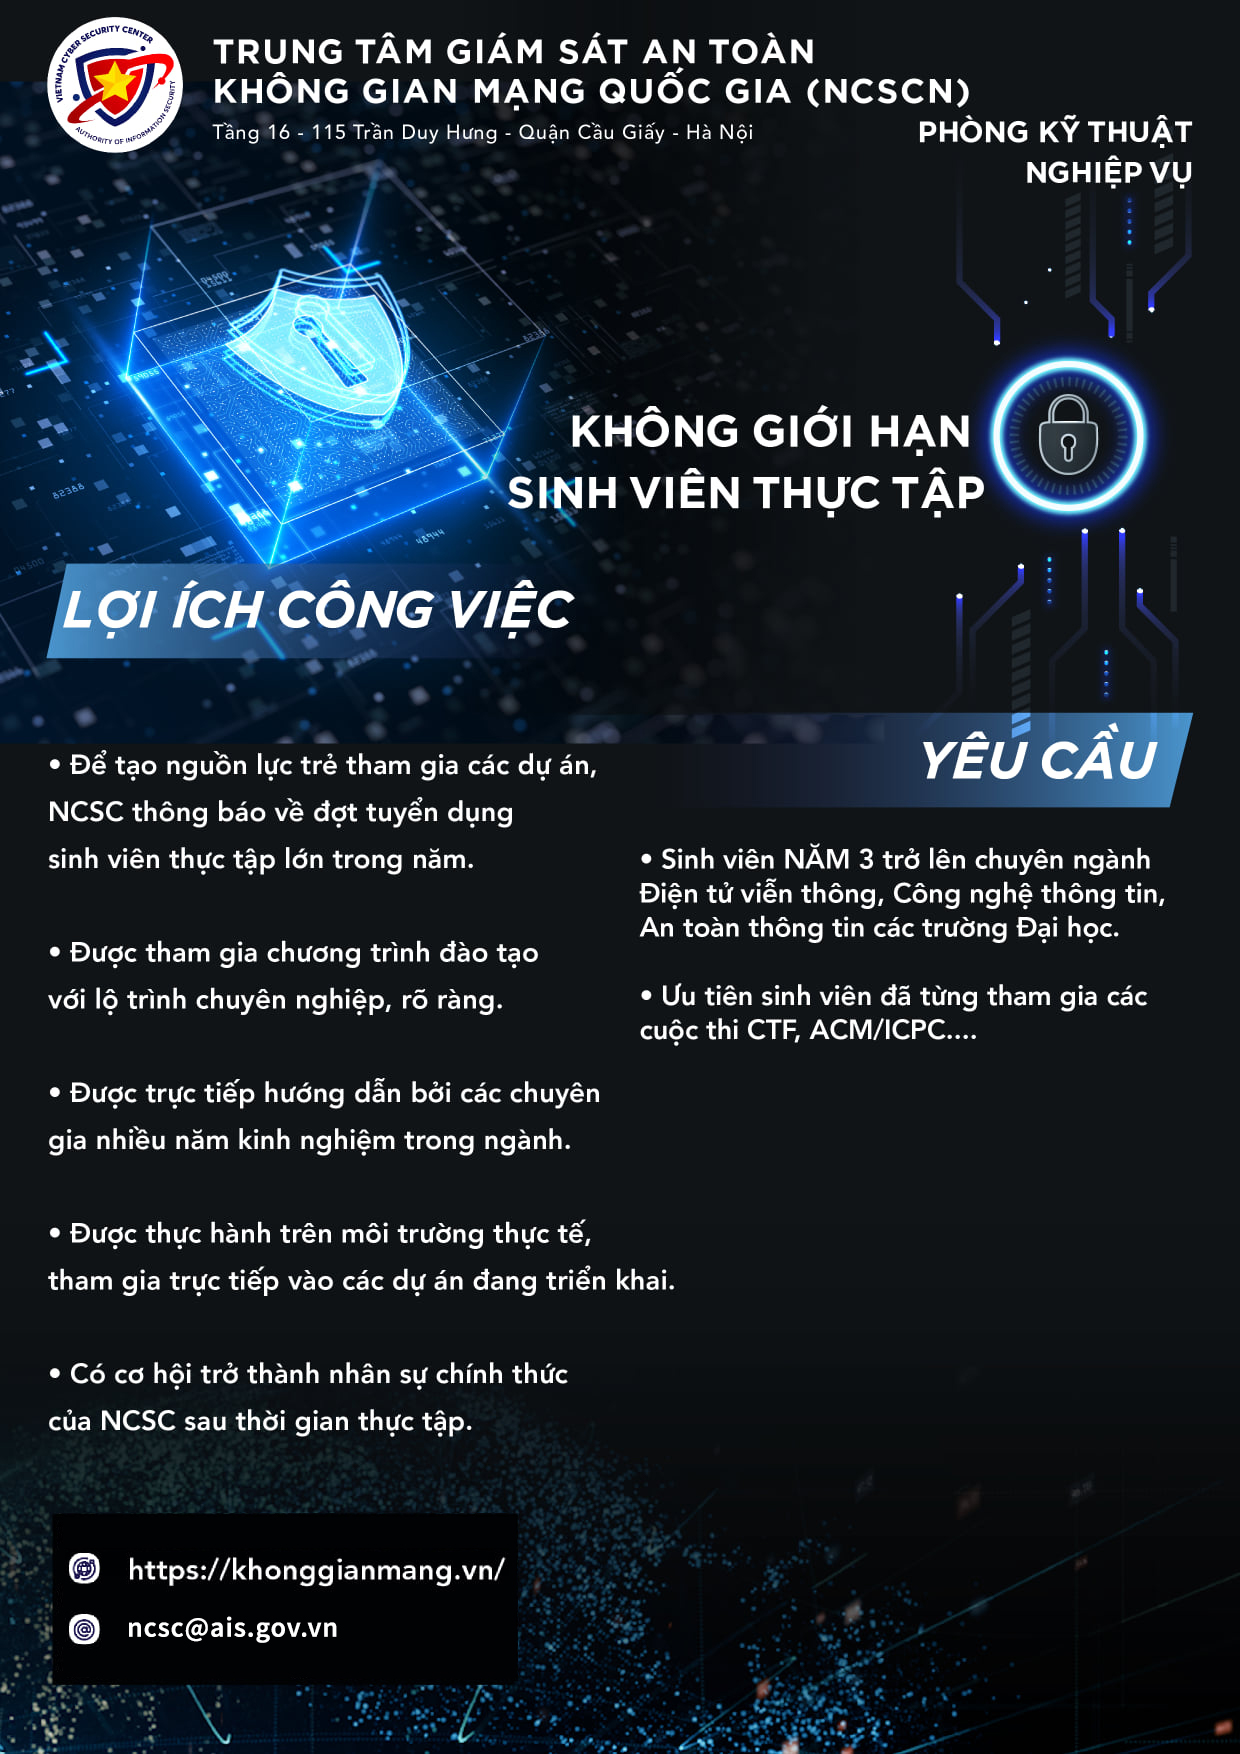 VIETNAM CYBER SECURITY CENTER
AUTHORITY OF INFORMATION SECURITY
TRUNG TÂM GIÁM SÁT AN TOÀN
KHÔNG GIAN MẠNG QUỐC GIA (NCSCN)
Tầng 16 - 115 Trần Duy Hưng - Quận Cầu Giấy - Hà Nội
PHÒNG KỸ THUẬT
NGHIỆP VỤ
KHÔNG GIỚI HẠN
SINH VIÊN THỰC TẬP
LỢI ÍCH CÔNG VIỆC
• Để tạo nguồn lực trẻ tham gia các dự án,
NCSC thông báo về đợt tuyển dụng
sinh viên thực tập lớn trong năm.
• Được tham gia chương trình đào tạo
với lộ trình chuyên nghiệp, rõ ràng.
• Được trực tiếp hướng dẫn bởi các chuyên
gia nhiều năm kinh nghiệm trong ngành.
• Được thực hành trên môi trường thực tế,
tham gia trực tiếp vào các dự án đang triển khai.
• Có cơ hội trở thành nhân sự chính thức
của NCSC sau thời gian thực tập.
YÊU CẦU
• Sinh viên NĂM 3 trở lên chuyên ngành
Điện tử viễn thông, Công nghệ thông tin,
An toàn thông tin các trường Đại học.
• Ưu tiên sinh viên đã từng tham gia các
cuộc thi CTF, ACM/ICPC....
https://khonggianmang.vn/
ncsc@ais.gov.vn